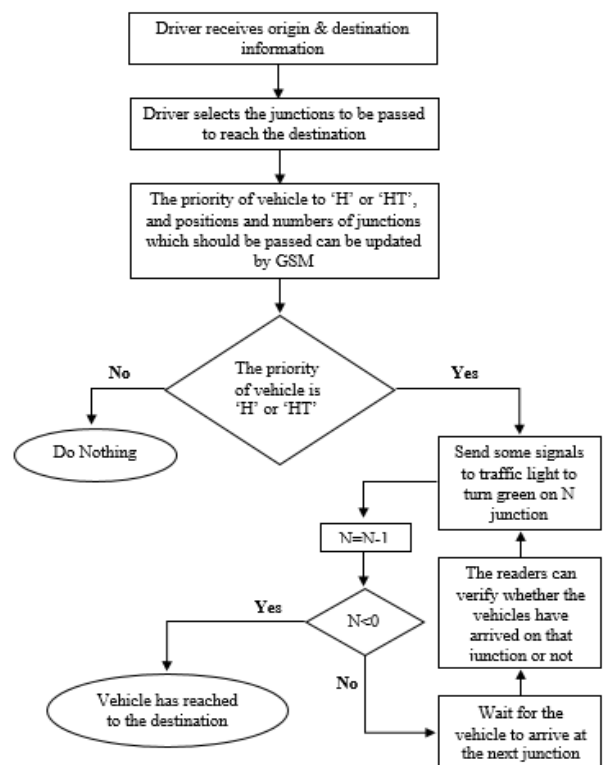 Driver receives origin & destination
information
Driver selects the junctions to be passed
to reach the destination
The priority of vehicle to ‘H’ or ‘HT’,
and positions and numbers of junctions
which should be passed can be updated
by GSM
The priority
of vehicle is
‘H’ or ‘HT’
No
Yes
Do Nothing
Send some signals
to traffic light to
turn green on N
junction
N=N-1
The readers can
verify whether the
vehicles have
arrived on that
junction or not
N<0
Yes
No
Vehicle has reached
to the destination
Wait for the
vehicle to arrive at
the next junction